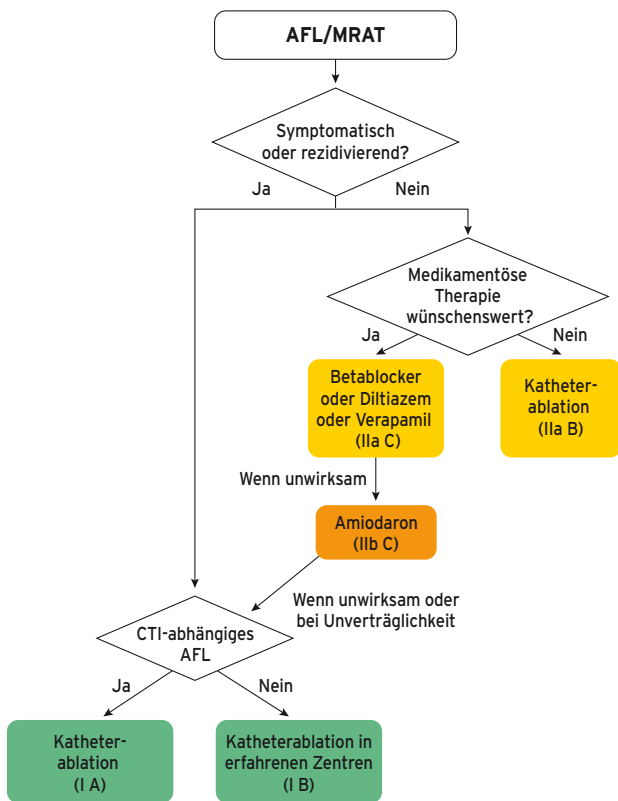 AFL/MRAT
Symptomatisch
oder rezidivierend?
Ja
Nein
Medikamentöse
Therapie
wünschenswert?
Ja
Nein
Betablocker
oder Diltiazem
oder Verapamil
(IIa C)
Katheter-
ablation
(IIa B)
Wenn unwirksam
Amiodaron
(IIb C)
Wenn unwirksam oder
bei Unverträglichkeit
CTI-abhängiges
AFL
Ja
Nein
Katheter-
ablation
(I A)
Katheterablation in
erfahrenen Zentren
(I B)